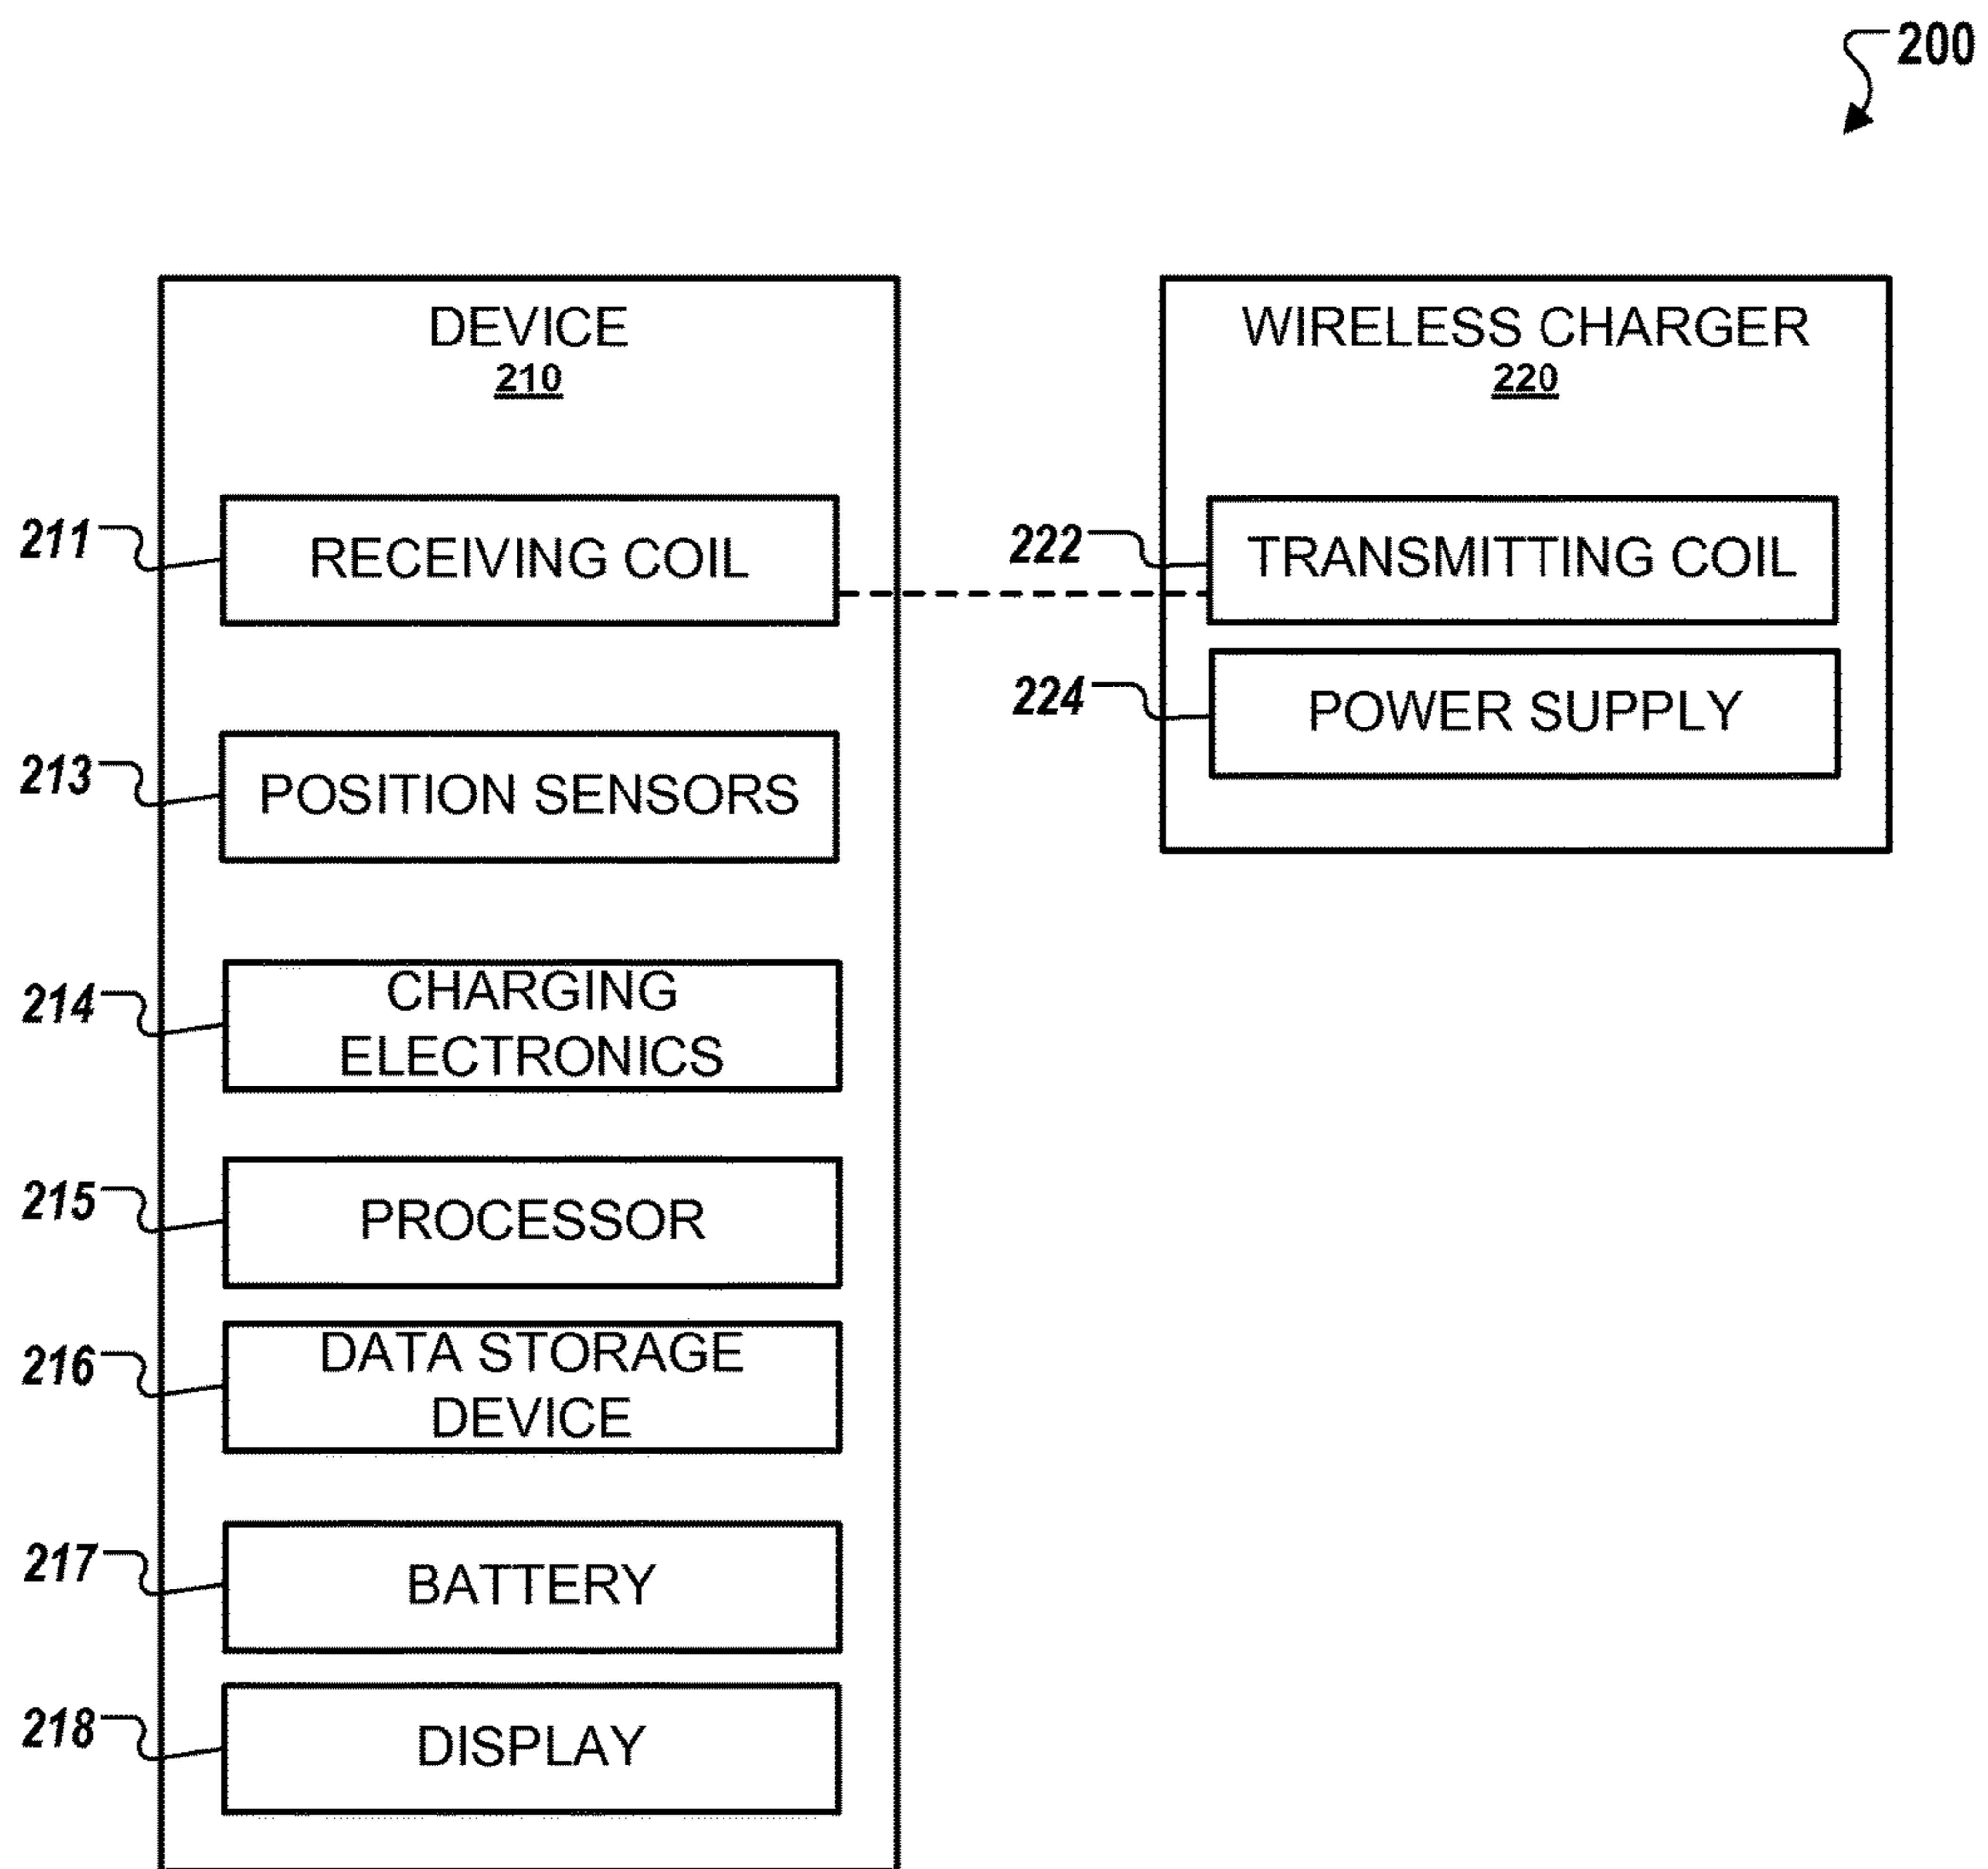 200
DEVICE
210
WIRELESS CHARGER
220
211
RECEIVING COIL
222
TRANSMITTING COIL
224
POWER SUPPLY
213
POSITION SENSORS
214
CHARGING
ELECTRONICS
215
PROCESSOR
216
DATA STORAGE
DEVICE
217
BATTERY
218
DISPLAY